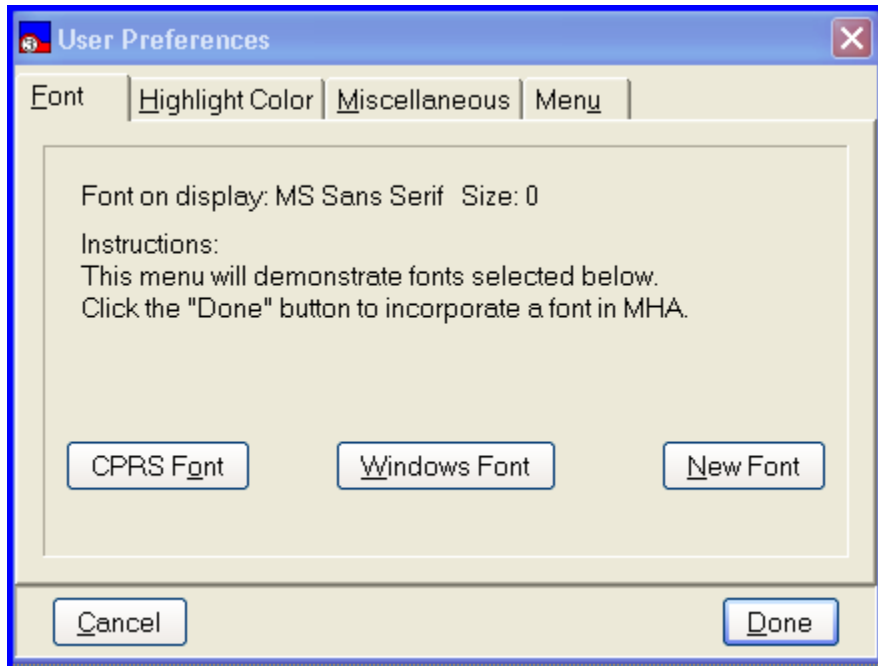 User Preferences
Font
Highlight Color
Miscellaneous
Menu
Font on display: MS Sans Serif Size: 0
Instructions:
This menu will demonstrate fonts selected below.
Click the "Done" button to incorporate a font in MHA.
CPRS Font
Windows Font
New Font
Cancel
Done